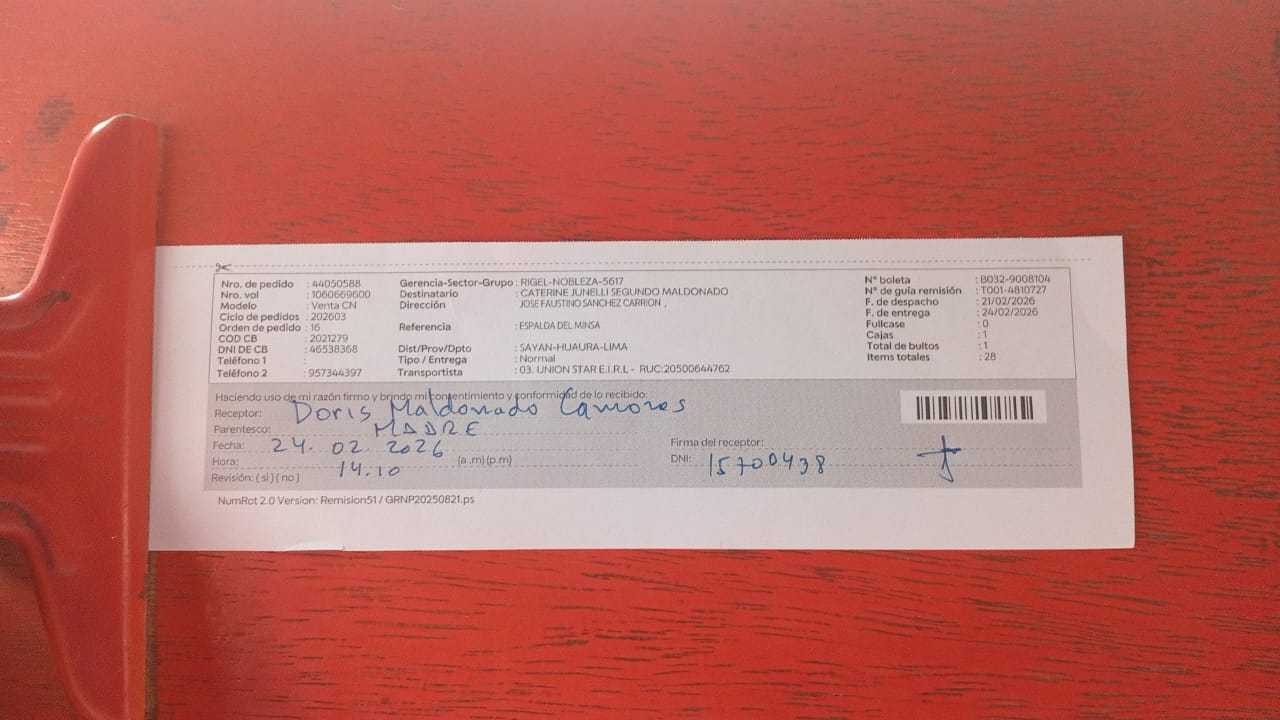 Nro. de pedido : 44050588
Nro. vol : 1060669600
Modelo : Venta CN
Ciclo de pedidos : 202603
Orden de pedido : 16
COD CB : 2021279
DNI DE CB : 46538368
Teléfono 1 :
Teléfono 2 : 957344397
Gerencia-Sector-Grupo : RIGEL-NOBLEZA-5617
Destinatario : CATERINE JUNELLI SEGUNDO MALDONADO
Dirección JOSE FAUSTINO SANCHEZ CARRION ,
Referencia : ESPALDA DEL MINSA
Dist/Prov/Dpto : SAYAN-HUAURA-LIMA
Tipo / Entrega : Normal
Transportista : 03. UNION STAR E.I.R.L - RUC:20500644762
N° boleta : B032-9008104
N° de guía remisión : T001-4810727
F. de despacho : 21/02/2026
F. de entrega : 24/02/2026
Fullcase : 0
Cajas : 1
Total de bultos : 1
Items totales : 28
Haciendo uso de mi razón firmo y brindo mi consentimiento y conformidad de lo recibido:
Receptor: Doris Maldonado Camoros
Parentesco: MADRE
Fecha: 24. 02. 2026
Hora: 14.10 (a.m) (p.m)
Revisión: ( si ) ( no )
Firma del receptor:
DNI: 15700438
NumRot 2.0 Version: Remision51 / GRNP20250821.ps